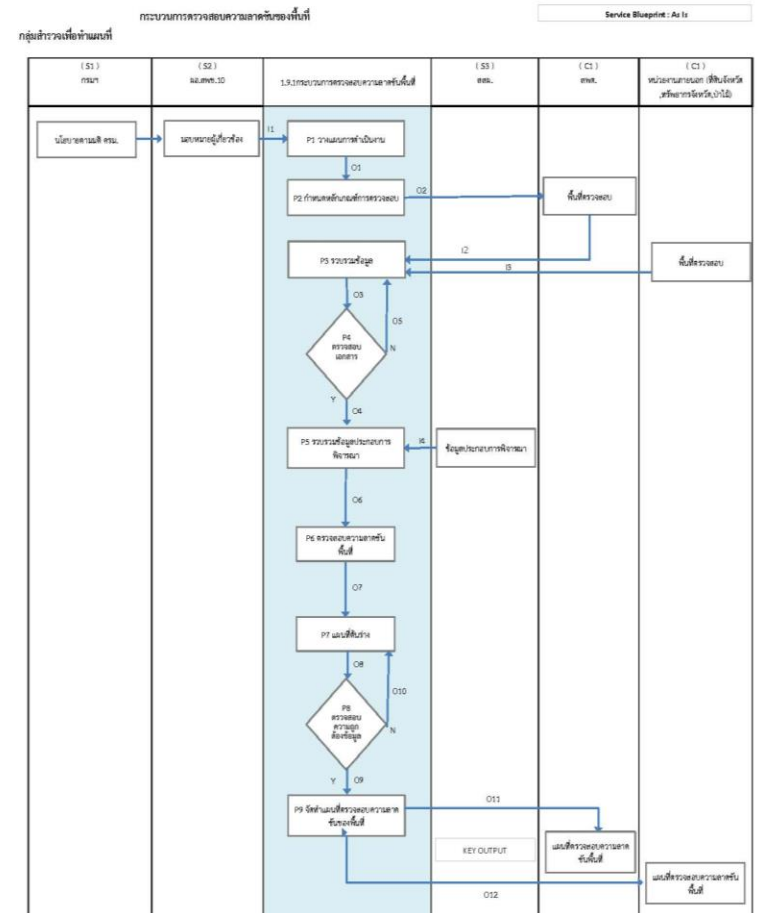 กระบวนการตรวจสอบความลาดชันของพื้นที่
Service Blueprint : As Is
กลุ่มสำรวจเพื่อทำแผนที่
( S1 )
กรมฯ
( S2 )
ผอ.สพข.10
1.9.1กระบวนการตรวจสอบความลาดชันพื้นที่
( S3 )
สสผ.
( C1 )
สพด.
( C1 )
หน่วยงานภายนอก (ที่ดินจังหวัด
,ทรัพยากรจังหวัด,ป่าไม้)
นโยบายตามมติ ครม.
มอบหมายผู้เกี่ยวข้อง
I1
P1 วางแผนการดำเนินงาน
O1
P2 กำหนดหลักเกณฑ์การตรวจสอบ
O2
พื้นที่ตรวจสอบ
I2
P3 รวบรวมข้อมูล
I3
พื้นที่ตรวจสอบ
O3
O5
P4
ตรวจสอบ
เอกสาร
N
Y
O4
P5 รวบรวมข้อมูลประกอบการ
พิจารณา
I4
ข้อมูลประกอบการพิจารณา
O6
P6 ตรวจสอบความลาดชัน
พื้นที่
O7
P7 แผนที่ต้นร่าง
O8
O10
P8
ตรวจสอบ
ความถูก
ต้องข้อมูล
N
Y
O9
P9 จัดทำแผนที่ตรวจสอบความลาด
ชันของพื้นที่
O11
KEY OUTPUT
แผนที่ตรวจสอบความลาด
ชันพื้นที่
แผนที่ตรวจสอบความลาดชัน
พื้นที่
O12